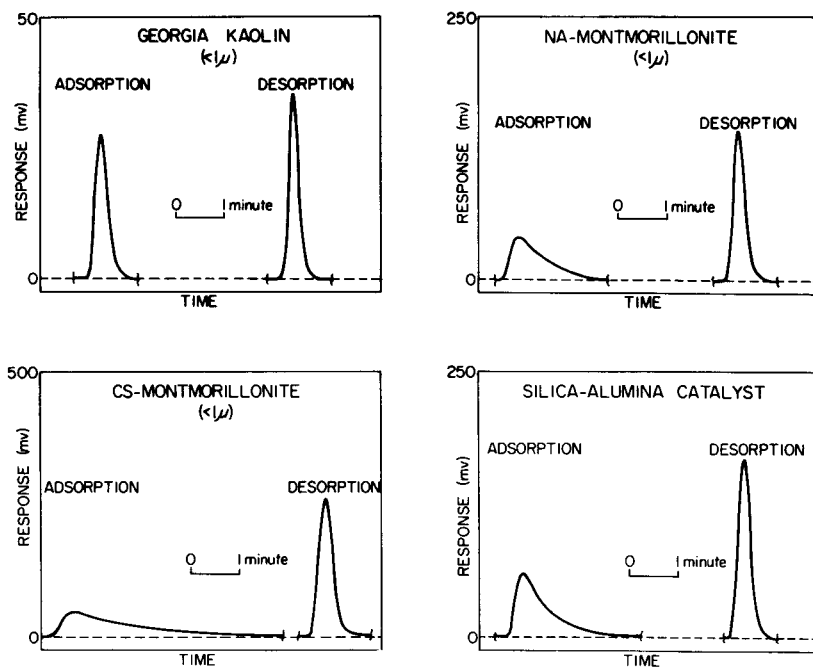 50
GEORGIA KAOLIN
(<1μ)
ADSORPTION
DESORPTION
RESPONSE (mv)
0 1 minute
0
TIME
250
NA-MONTMORILLONITE
(<1μ)
ADSORPTION
DESORPTION
RESPONSE (mv)
0 1 minute
0
TIME
500
CS-MONTMORILLONITE
(<1μ)
ADSORPTION
DESORPTION
RESPONSE (mv)
0 1 minute
0
TIME
250
SILICA-ALUMINA CATALYST
ADSORPTION
DESORPTION
RESPONSE (mv)
0 1 minute
0
TIME